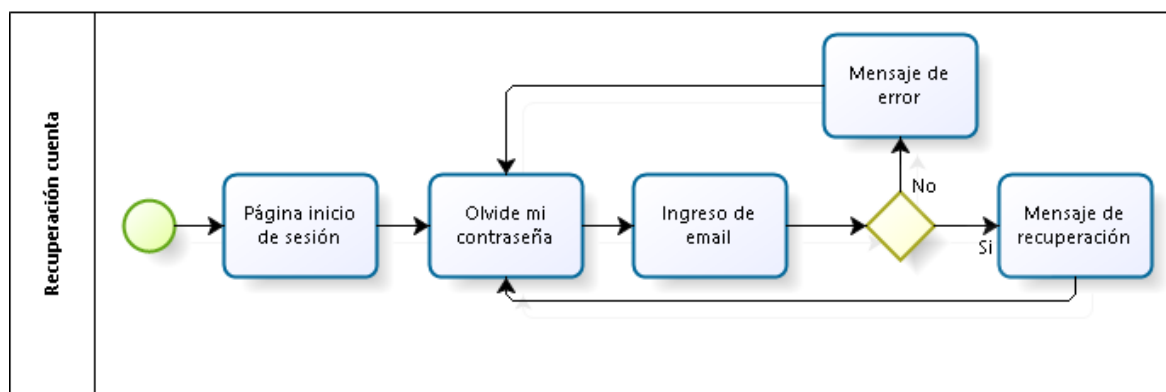 Recuperación cuenta
Página inicio
de sesión
Olvide mi
contraseña
Ingreso de
email
Mensaje de
error
No
Si
Mensaje de
recuperación